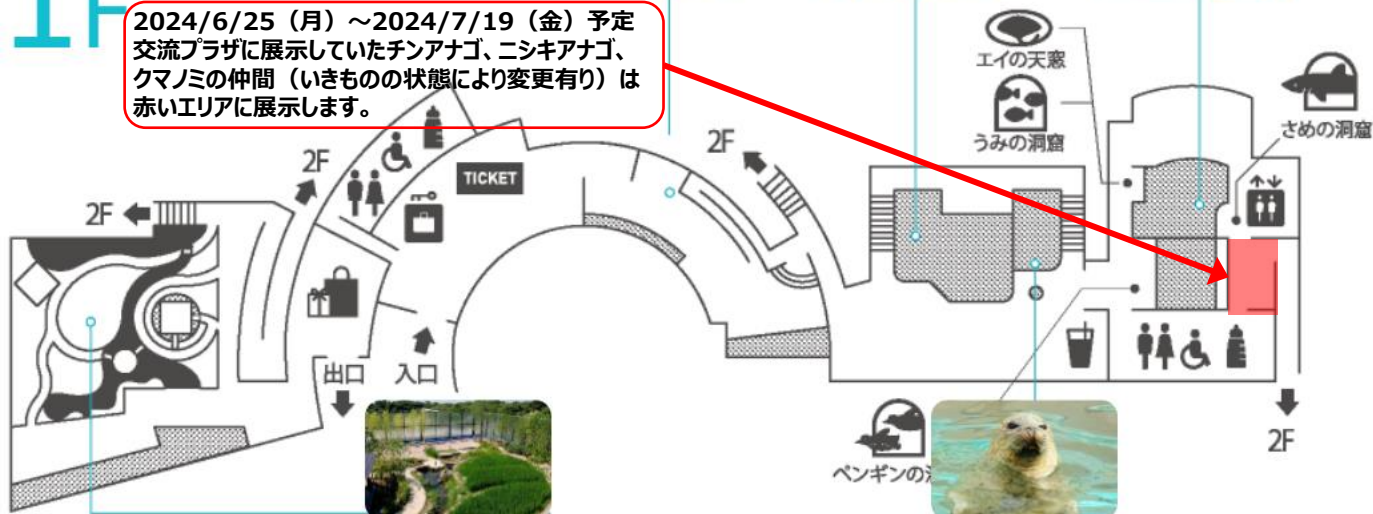 1F
2024/6/25（月）～2024/7/19（金）予定
交流プラザに展示していたチンアナゴ、ニシキアナゴ、
クマノミの仲間（いきものの状態により変更有り）は
赤いエリアに展示します。
エイの天窓
うみの洞窟
さめの洞窟
2F
2F
TICKET
2F
出口
入口
ペンギンの
2F